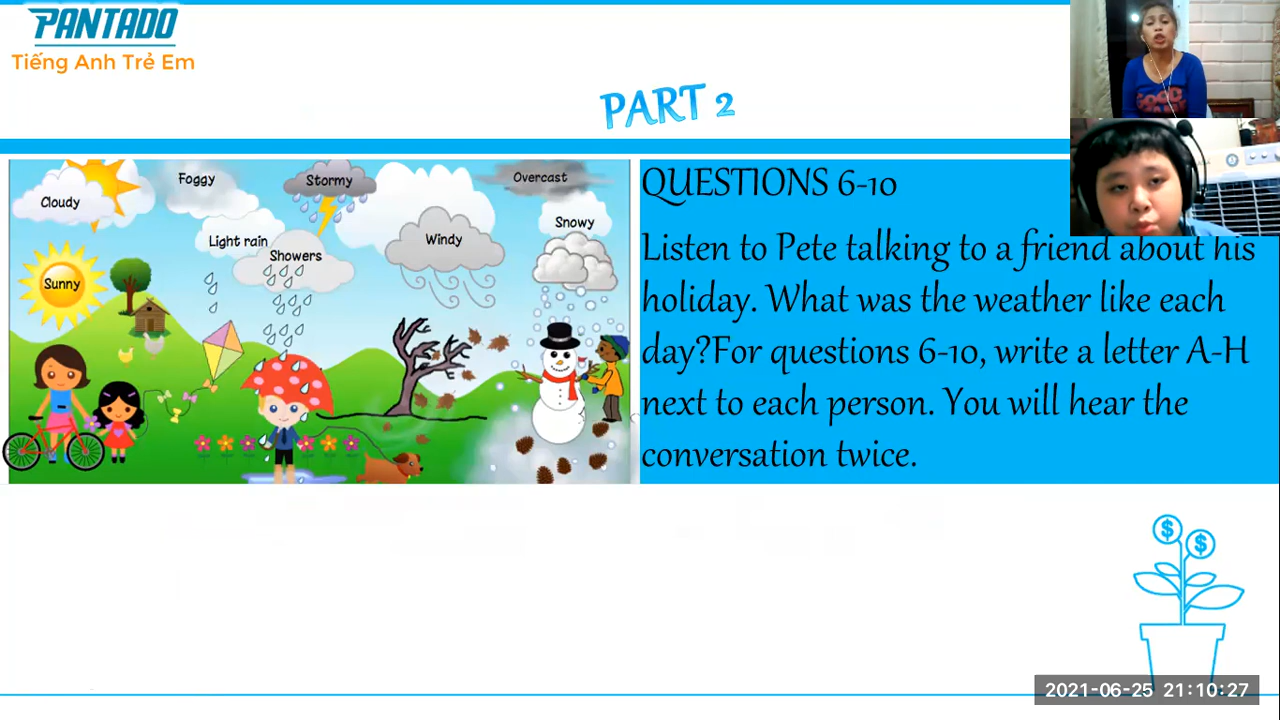 PANTADO
Tiếng Anh Trẻ Em
PART 2
Cloudy
Foggy
Stormy
Overcast
Snowy
Light rain
Windy
Showers
Sunny
QUESTIONS 6-10
Listen to Pete talking to a friend about his
holiday. What was the weather like each
day?For questions 6-10, write a letter A-H
next to each person. You will hear the
conversation twice.
$
$
2021-06-25 21:10:27